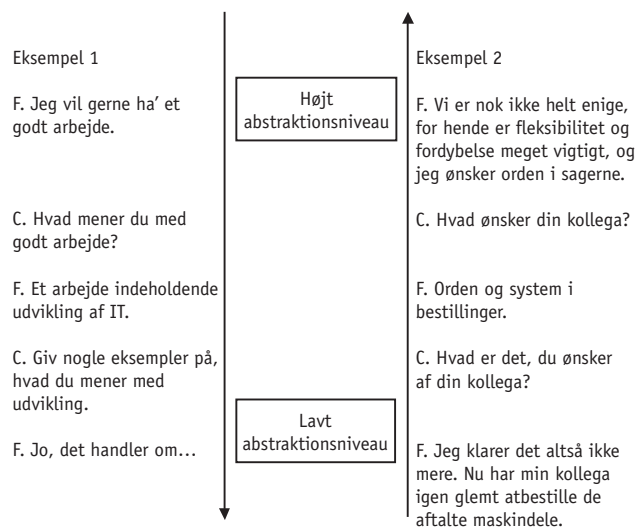 Eksempel 1
F. Jeg vil gerne ha’ et
godt arbejde.
C. Hvad mener du med
godt arbejde?
F. Et arbejde indeholdende
udvikling af IT.
C. Giv nogle eksempler på,
hvad du mener med
udvikling.
F. Jo, det handler om…
Højt
abstraktionsniveau
Lavt
abstraktionsniveau
Eksempel 2
F. Vi er nok ikke helt enige,
for hende er fleksibilitet og
fordybelse meget vigtigt, og
jeg ønsker orden i sagerne.
C. Hvad ønsker din kollega?
F. Orden og system i
bestillinger.
C. Hvad er det, du ønsker
af din kollega?
F. Jeg klarer det altså ikke
mere. Nu har min kollega
igen glemt atbestille de
aftalte maskindele.